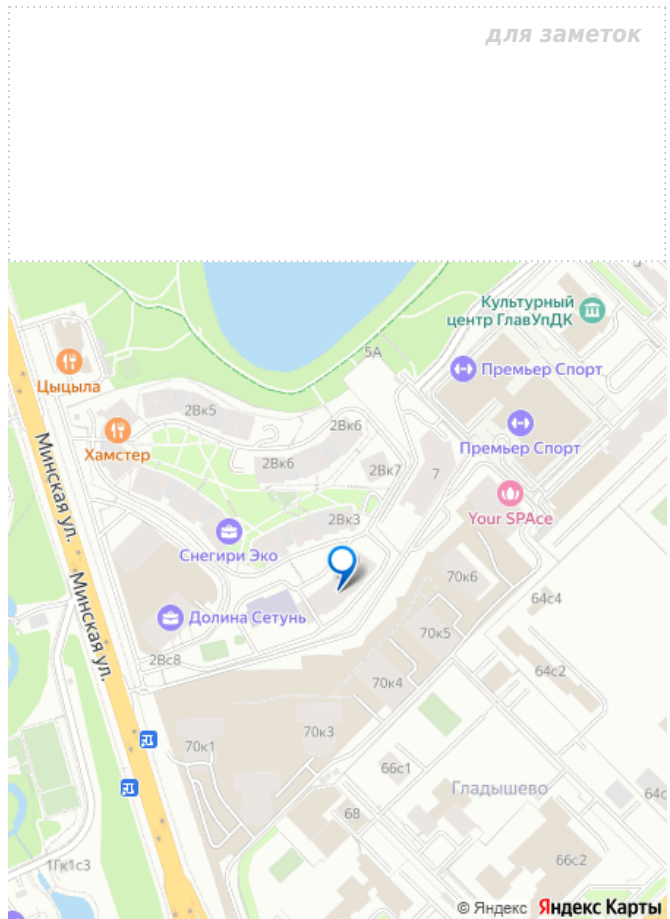 для заметок
Культурный
центр ГлавУпДК
5А
Премьер Спорт
Цыцыла
2Вк5
2Вк6
Хамстер
Премьер Спорт
2Вк6
2Вк7
7
Минская ул.
Your SPAce
2Вк3
Снегири Эко
70к6
Минская ул.
64с4
Долина Сетунь
70к5
2Вс8
64с2
70к4
70к3
70к1
66с1
Гладышево
64с
68
66с2
1Гк1с3
© Яндекс Яндекс Карты